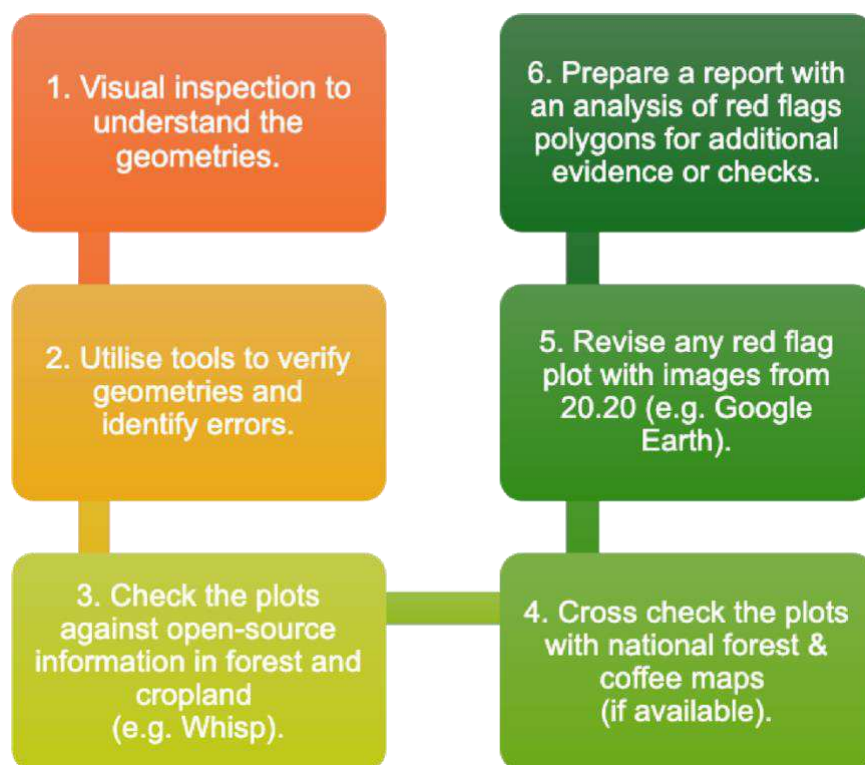 1. Visual inspection to
understand the
geometries.
2. Utilise tools to verify
geometries and
identify errors.
3. Check the plots
against open-source
information in forest and
cropland
(e.g. Whisp).
4. Cross check the plots
with national forest &
coffee maps
(if available).
5. Revise any red flag
plot with images from
20.20 (e.g. Google
Earth).
6. Prepare a report with
an analysis of red flags
polygons for additional
evidence or checks.